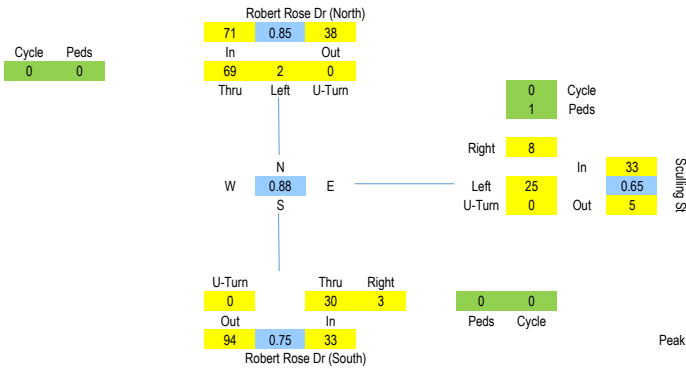 Robert Rose Dr (North)
71 0.85 38
Cycle Peds In Out
0 0 69 2 0
Thru Left U-Turn
0 Cycle
1 Peds
Right 8
N In 33
W 0.88 E Left 25 0.65
S U-Turn 0 Out 5
Sculling St
U-Turn Thru Right
0 30 3 0 0
Out In Peds Cycle
94 0.75 33 Peak
Robert Rose Dr (South)